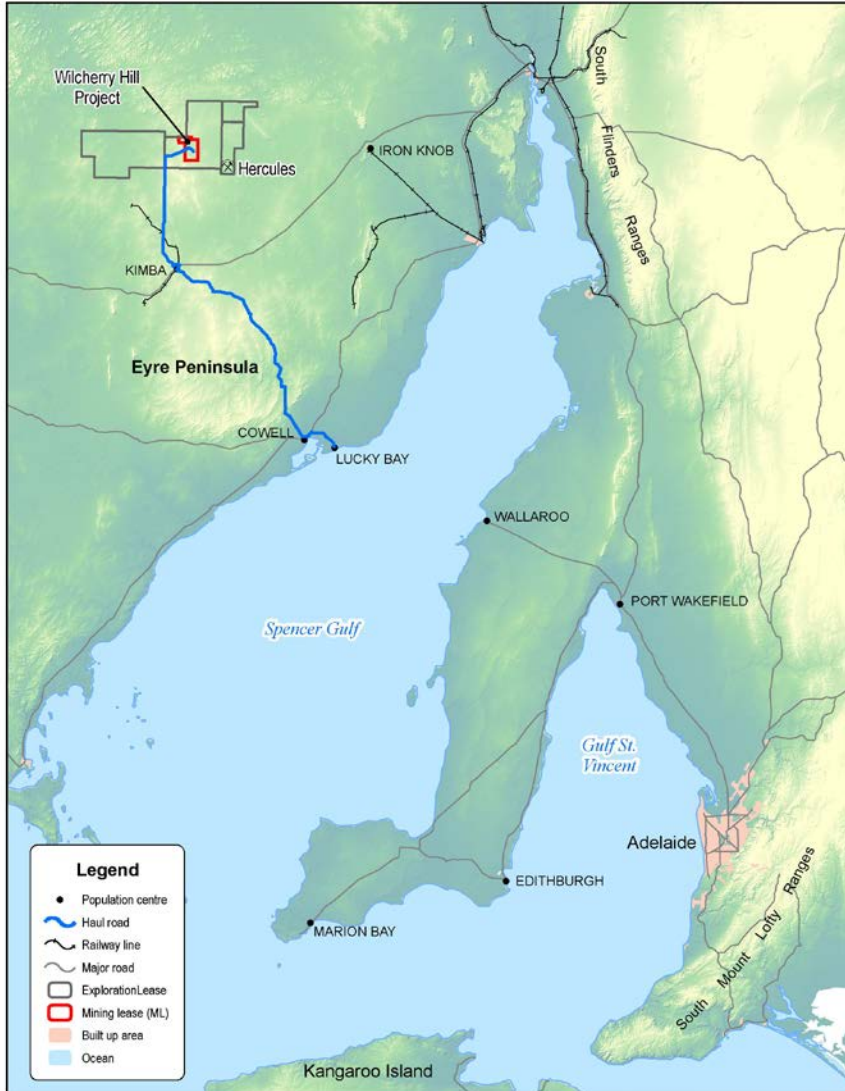 Wilcherry Hill
Project
Hercules
IRON KNOB
South
Flinders
Ranges
KIMBA
Eyre Peninsula
COWELL
LUCKY BAY
WALLAROO
PORT WAKEFIELD
Spencer Gulf
Gulf St.
Vincent
Adelaide
EDITHBURGH
MARION BAY
South Mount Lofty Ranges
Kangaroo Island
Legend
Population centre
Haul road
Railway line
Major road
ExplorationLease
Mining lease (ML)
Built up area
Ocean